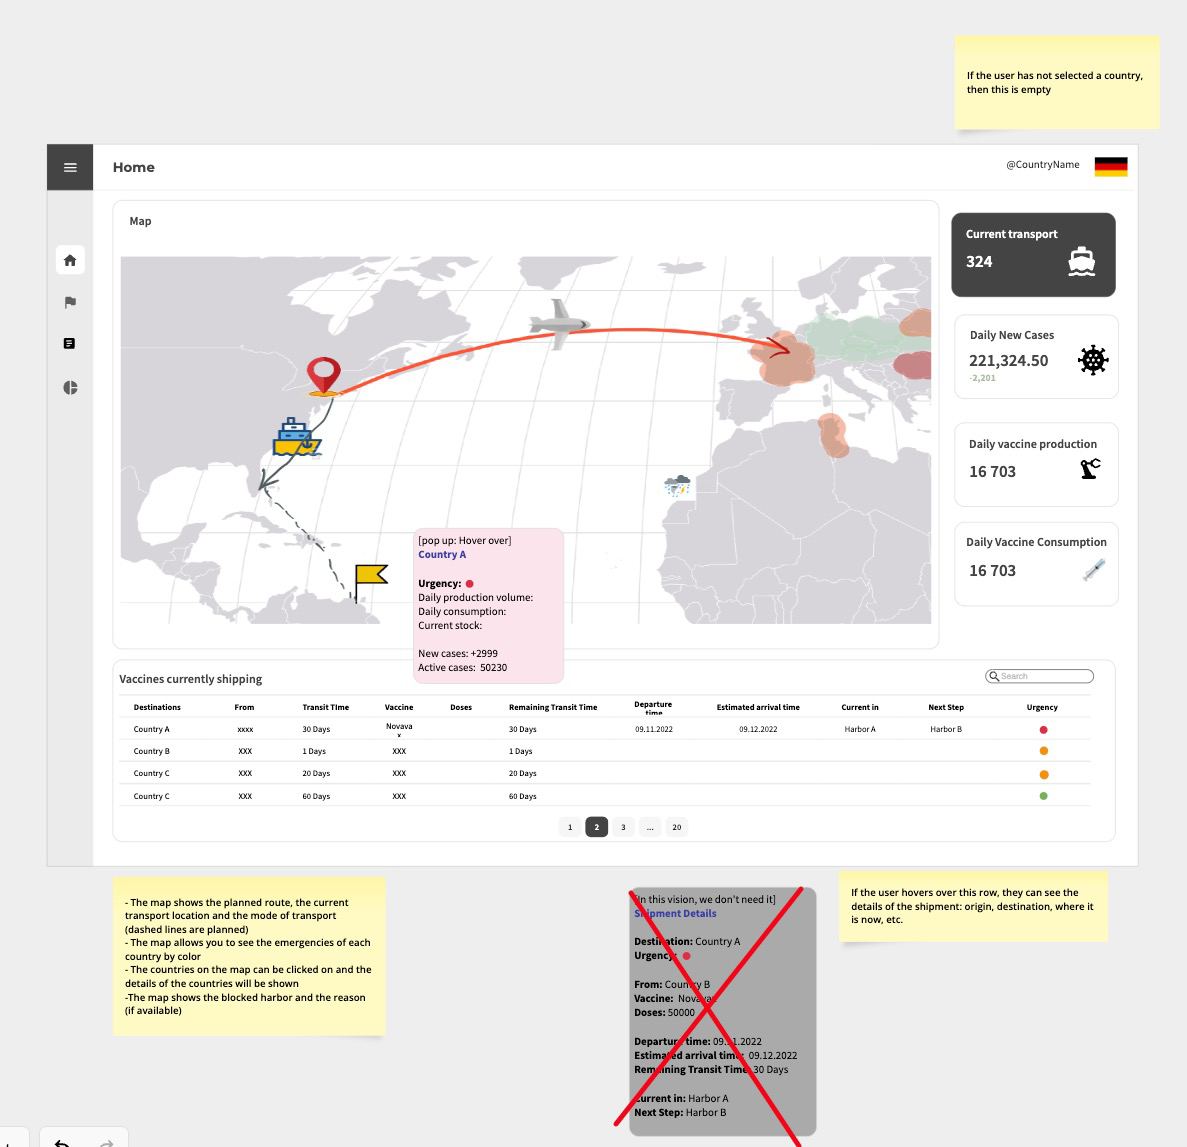 If the user has not selected a country,
then this is empty
Home
@CountryName
Map
Current transport
324
Daily New Cases
221,324.50
-2,201
Daily vaccine production
16 703
Daily Vaccine Consumption
16 703
[pop up: Hover over]
Country A
Urgency:
Daily production volume:
Daily consumption:
Current stock:
New cases: +2999
Active cases: 50230
Vaccines currently shipping
Search
Destinations From Transit TIme Vaccine Doses Remaining Transit Time Departure time Estimated arrival time Current in Next Step Urgency
Country A xxxx 30 Days Novavax 30 Days 09.11.2022 09.12.2022 Harbor A Harbor B
Country B XXX 1 Days XXX 1 Days
Country C XXX 20 Days XXX 20 Days
Country C XXX 60 Days XXX 60 Days
1 2 3 ... 20
- The map shows the planned route, the current
transport location and the mode of transport
(dashed lines are planned)
- The map allows you to see the emergencies of each
country by color
- The countries on the map can be clicked on and the
details of the countries will be shown
-The map shows the blocked harbor and the reason
(if available)
[In this vision, we don't need it]
Shipment Details
Destination: Country A
Urgency:
From: Country B
Vaccine: Novavax
Doses: 50000
Departure time: 09.11.2022
Estimated arrival time: 09.12.2022
Remaining Transit Time: 30 Days
Current in: Harbor A
Next Step: Harbor B
If the user hovers over this row, they can see the
details of the shipment: origin, destination, where it
is now, etc.